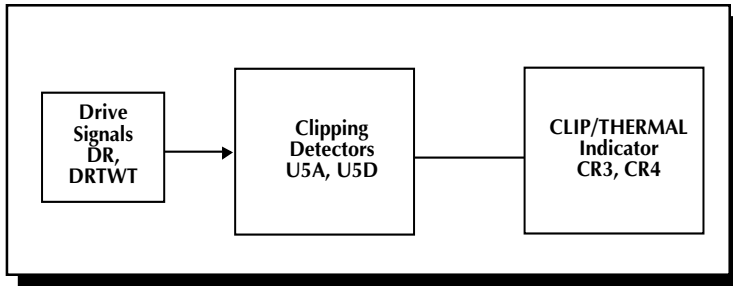 Drive
Signals
DR,
DRTWT
Clipping
Detectors
U5A, U5D
CLIP/THERMAL
Indicator
CR3, CR4